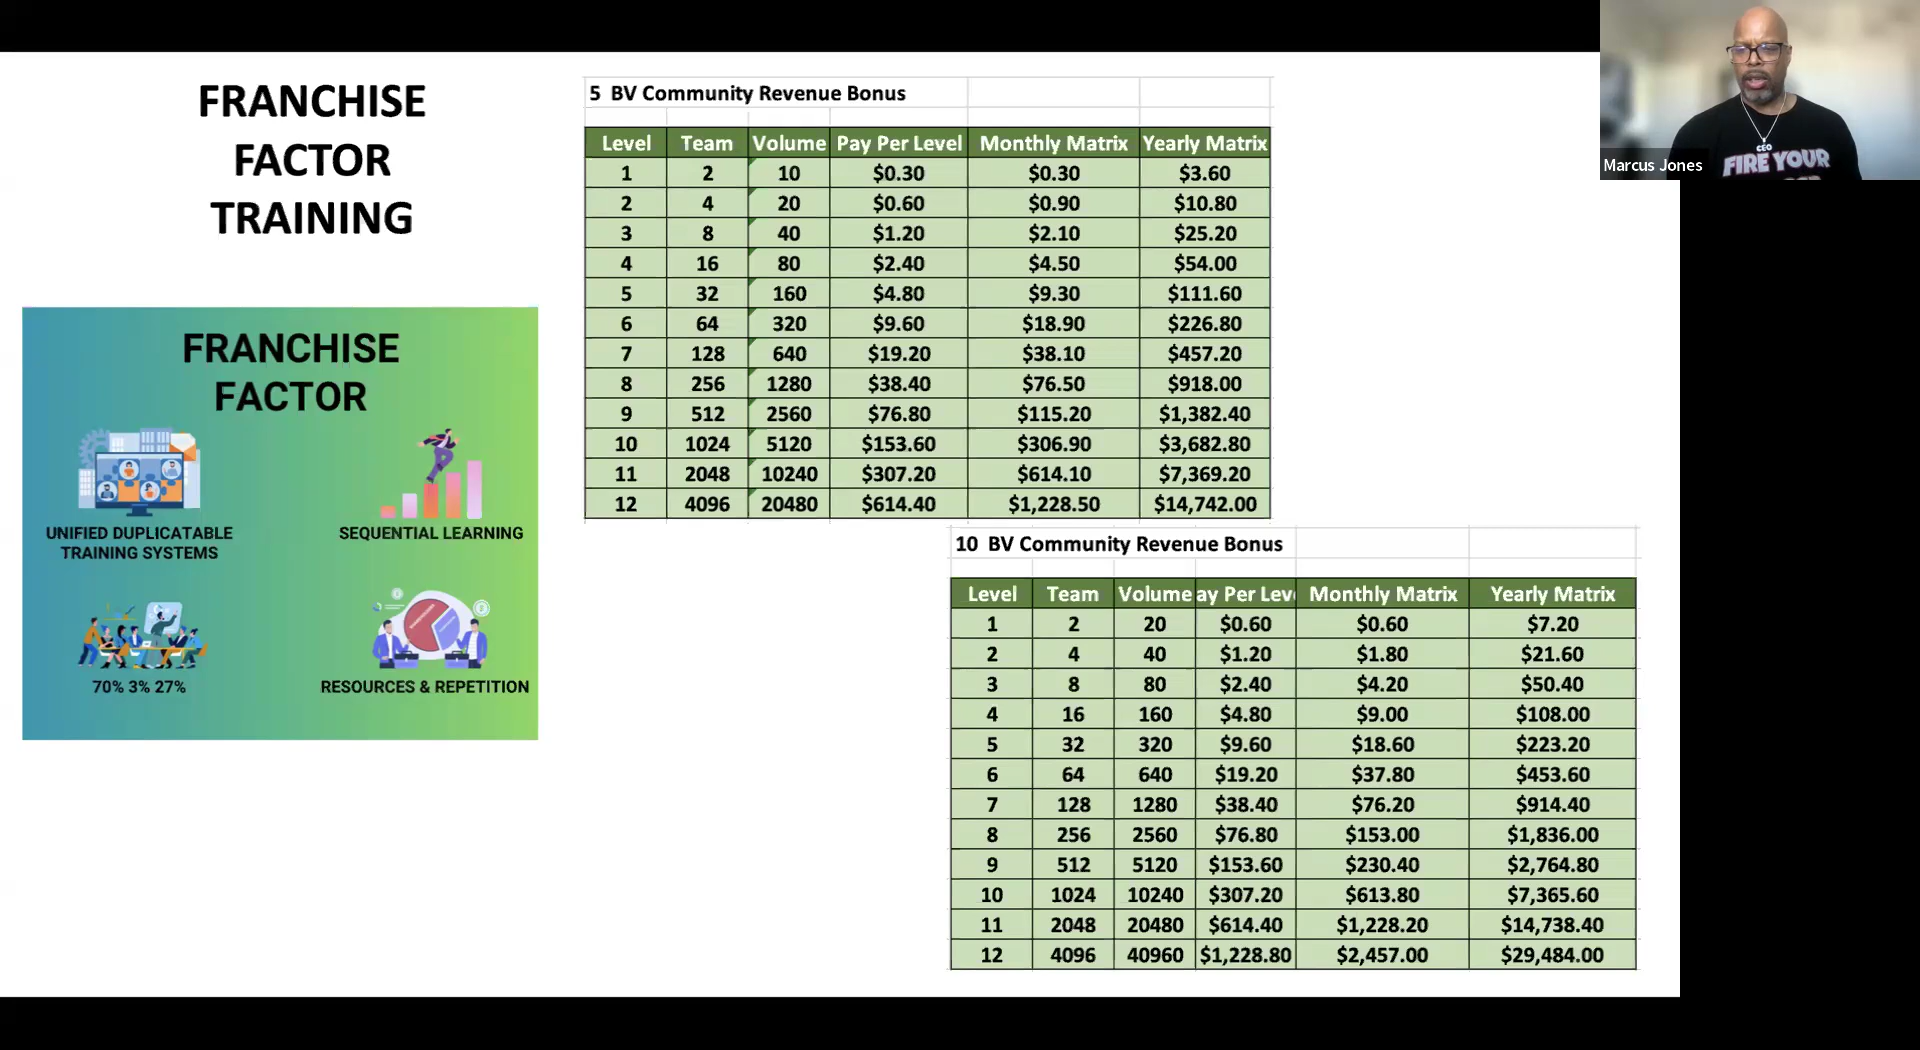 FRANCHISE
FACTOR
TRAINING
FRANCHISE
FACTOR
UNIFIED DUPLICATABLE
TRAINING SYSTEMS
SEQUENTIAL LEARNING
70% 3% 27%
RESOURCES & REPETITION
5 BV Community Revenue Bonus
Level Team Volume Pay Per Level Monthly Matrix Yearly Matrix
1 2 10 $0.30 $0.30 $3.60
2 4 20 $0.60 $0.90 $10.80
3 8 40 $1.20 $2.10 $25.20
4 16 80 $2.40 $4.50 $54.00
5 32 160 $4.80 $9.30 $111.60
6 64 320 $9.60 $18.90 $226.80
7 128 640 $19.20 $38.10 $457.20
8 256 1280 $38.40 $76.50 $918.00
9 512 2560 $76.80 $115.20 $1,382.40
10 1024 5120 $153.60 $306.90 $3,682.80
11 2048 10240 $307.20 $614.10 $7,369.20
12 4096 20480 $614.40 $1,228.50 $14,742.00
10 BV Community Revenue Bonus
Level Team Volume ay Per Leve Monthly Matrix Yearly Matrix
1 2 20 $0.60 $0.60 $7.20
2 4 40 $1.20 $1.80 $21.60
3 8 80 $2.40 $4.20 $50.40
4 16 160 $4.80 $9.00 $108.00
5 32 320 $9.60 $18.60 $223.20
6 64 640 $19.20 $37.80 $453.60
7 128 1280 $38.40 $76.20 $914.40
8 256 2560 $76.80 $153.00 $1,836.00
9 512 5120 $153.60 $230.40 $2,764.80
10 1024 10240 $307.20 $613.80 $7,365.60
11 2048 20480 $614.40 $1,228.20 $14,738.40
12 4096 40960 $1,228.80 $2,457.00 $29,484.00
CEO
FIRE YOUR
Marcus Jones